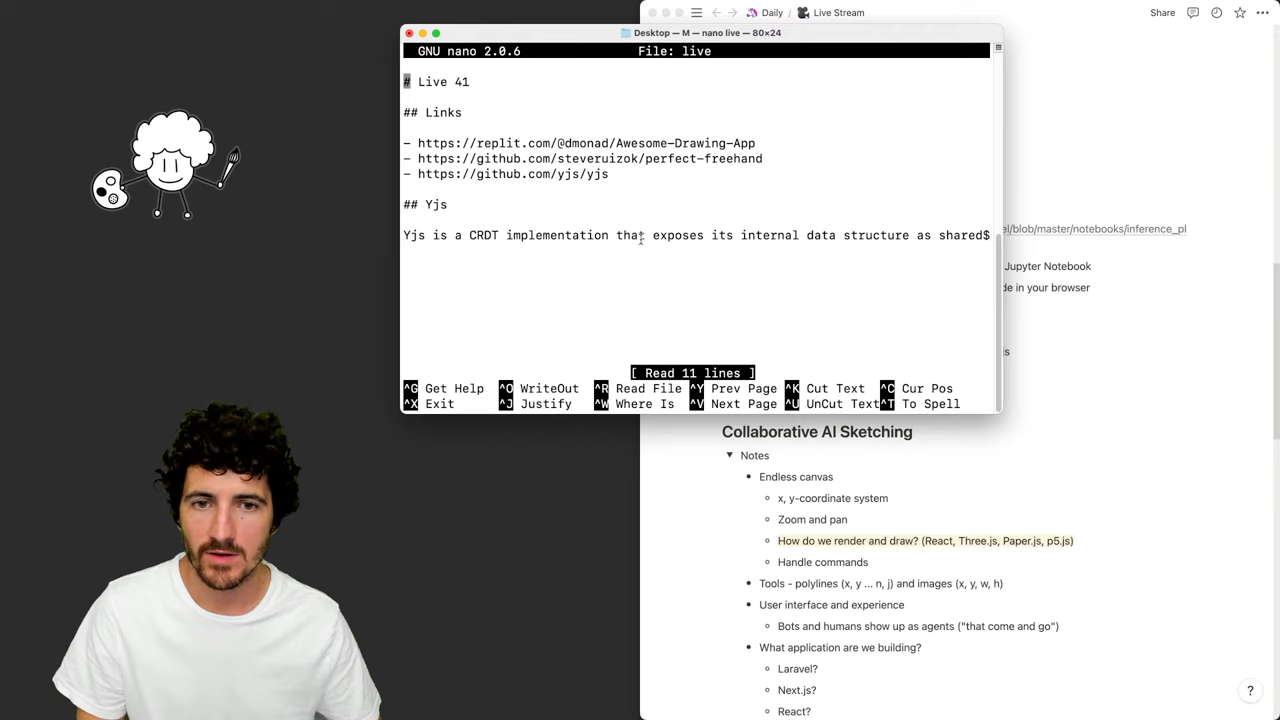 Daily / Live Stream
Share
Desktop — M — nano live — 80×24
GNU nano 2.0.6 File: live
# Live 41
## Links
- https://replit.com/@dmonad/Awesome-Drawing-App
- https://github.com/steveruizok/perfect-freehand
- https://github.com/yjs/yjs
## Yjs
Yjs is a CRDT implementation that exposes its internal data structure as shared$
el/blob/master/notebooks/inference_pl
Jupyter Notebook
de in your browser
s
[ Read 11 lines ]
^G Get Help ^O WriteOut ^R Read File ^Y Prev Page ^K Cut Text ^C Cur Pos
^X Exit ^J Justify ^W Where Is ^V Next Page ^U UnCut Text ^T To Spell
Collaborative AI Sketching
Notes
Endless canvas
x, y-coordinate system
Zoom and pan
How do we render and draw? (React, Three.js, Paper.js, p5.js)
Handle commands
Tools - polylines (x, y ... n, j) and images (x, y, w, h)
User interface and experience
Bots and humans show up as agents ("that come and go")
What application are we building?
Laravel?
Next.js?
React?
?